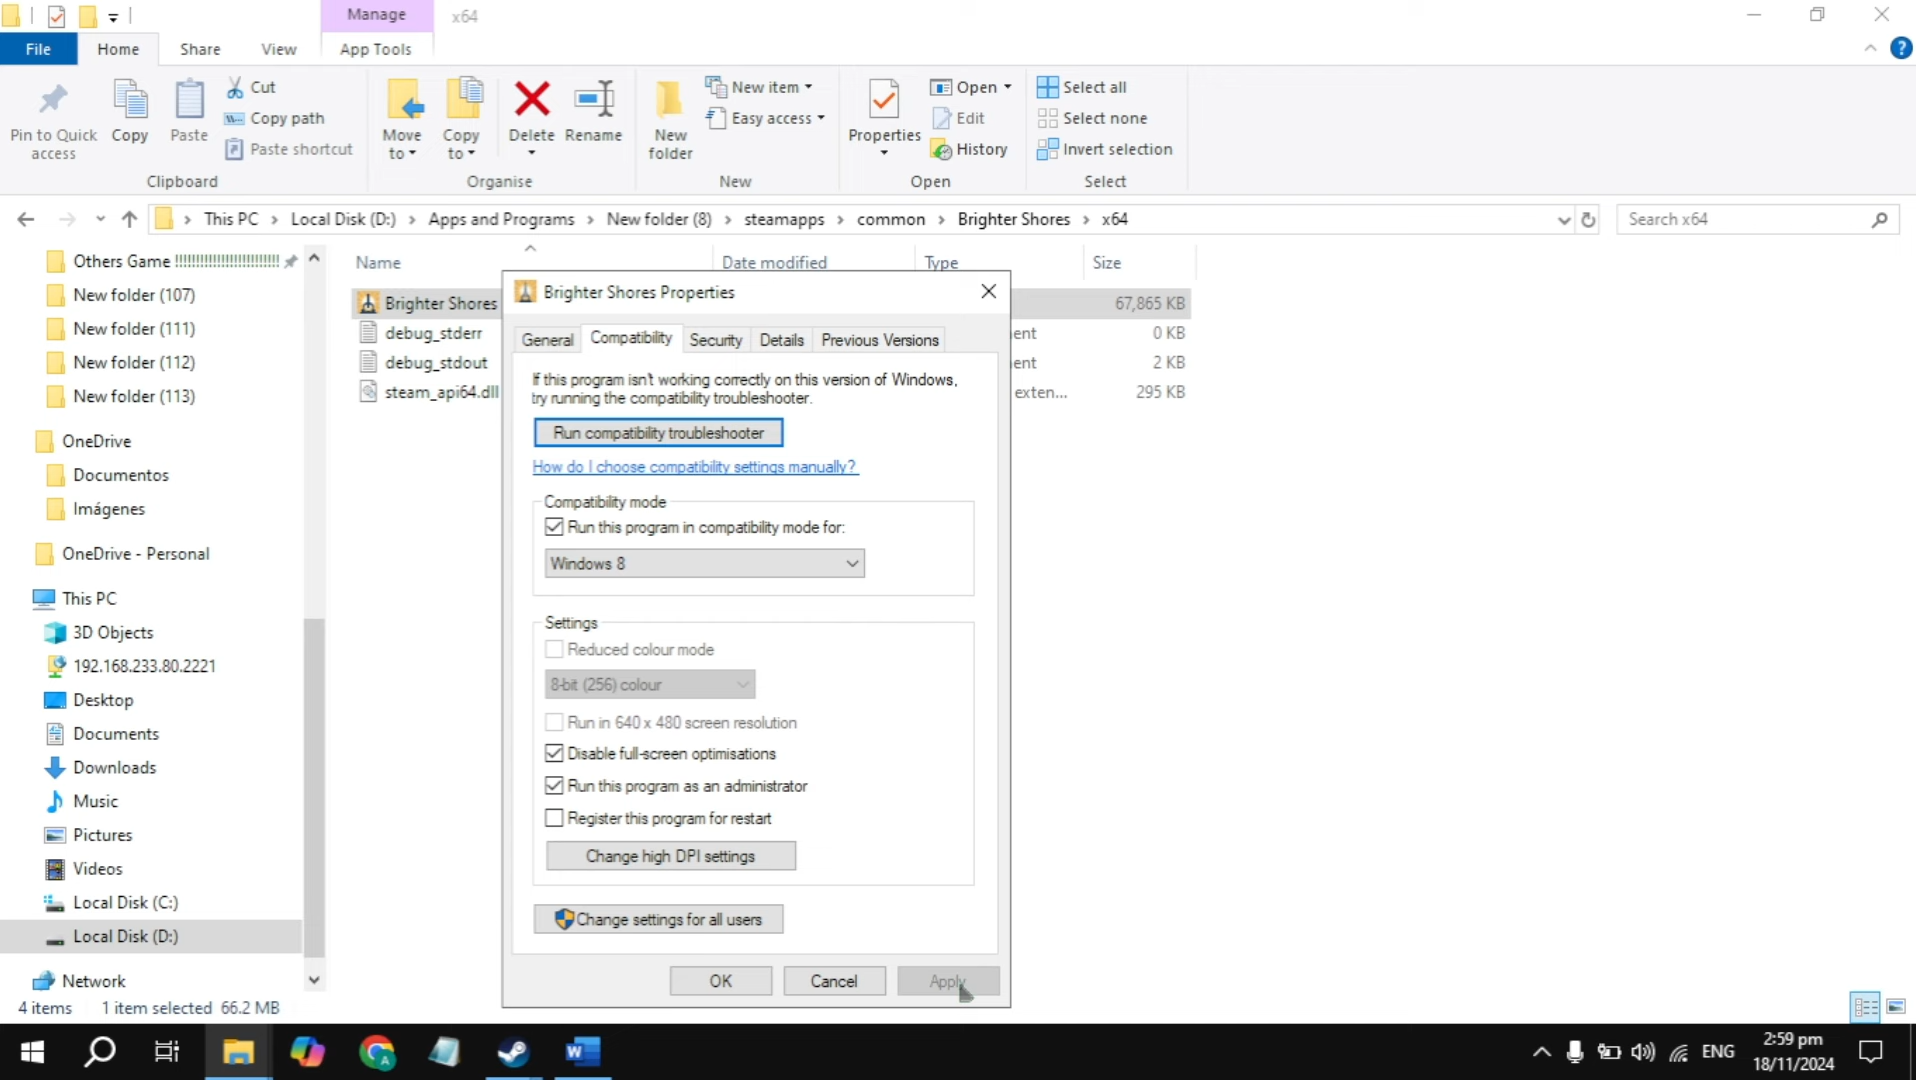 Manage
x64
File
Home
Share
View
App Tools
Pin to Quick
access
Copy
Paste
Cut
Copy path
Paste shortcut
Clipboard
Move
to
Copy
to
Delete
Rename
Organise
New
folder
New item
Easy access
New
Properties
Open
Edit
History
Open
Select all
Select none
Invert selection
Select
This PC
Local Disk (D:)
Apps and Programs
New folder (8)
steamapps
common
Brighter Shores
x64
Search x64
Others Game !!!!!!!!!!!!!!!!!!!!!!!!!
New folder (107)
New folder (111)
New folder (112)
New folder (113)
OneDrive
Documentos
Imágenes
OneDrive - Personal
This PC
3D Objects
192.168.233.80.2221
Desktop
Documents
Downloads
Music
Pictures
Videos
Local Disk (C:)
Local Disk (D:)
Network
Name
Date modified
Type
Size
Brighter Shores
67,865 KB
debug_stderr
ent
0 KB
debug_stdout
ent
2 KB
steam_api64.dll
exten...
295 KB
Brighter Shores Properties
General
Compatibility
Security
Details
Previous Versions
If this program isn't working correctly on this version of Windows,
try running the compatibility troubleshooter.
Run compatibility troubleshooter
How do I choose compatibility settings manually?
Compatibility mode
Run this program in compatibility mode for:
Windows 8
Settings
Reduced colour mode
8-bit (256) colour
Run in 640 x 480 screen resolution
Disable full-screen optimisations
Run this program as an administrator
Register this program for restart
Change high DPI settings
Change settings for all users
OK
Cancel
Apply
4 items
1 item selected 66.2 MB
ENG
2:59 pm
18/11/2024